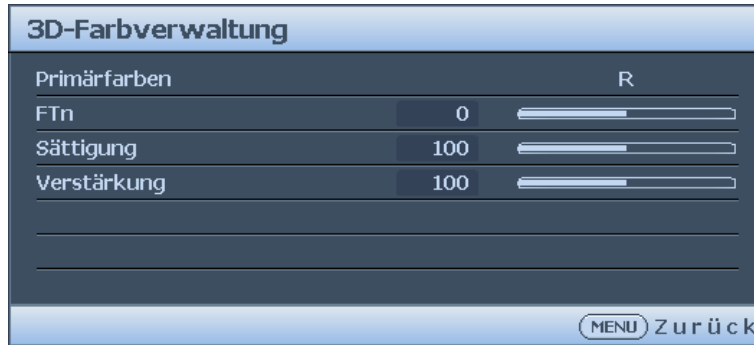 3D-Farbverwaltung
Primärfarben R
FTn 0
Sättigung 100
Verstärkung 100
MENU Zurück